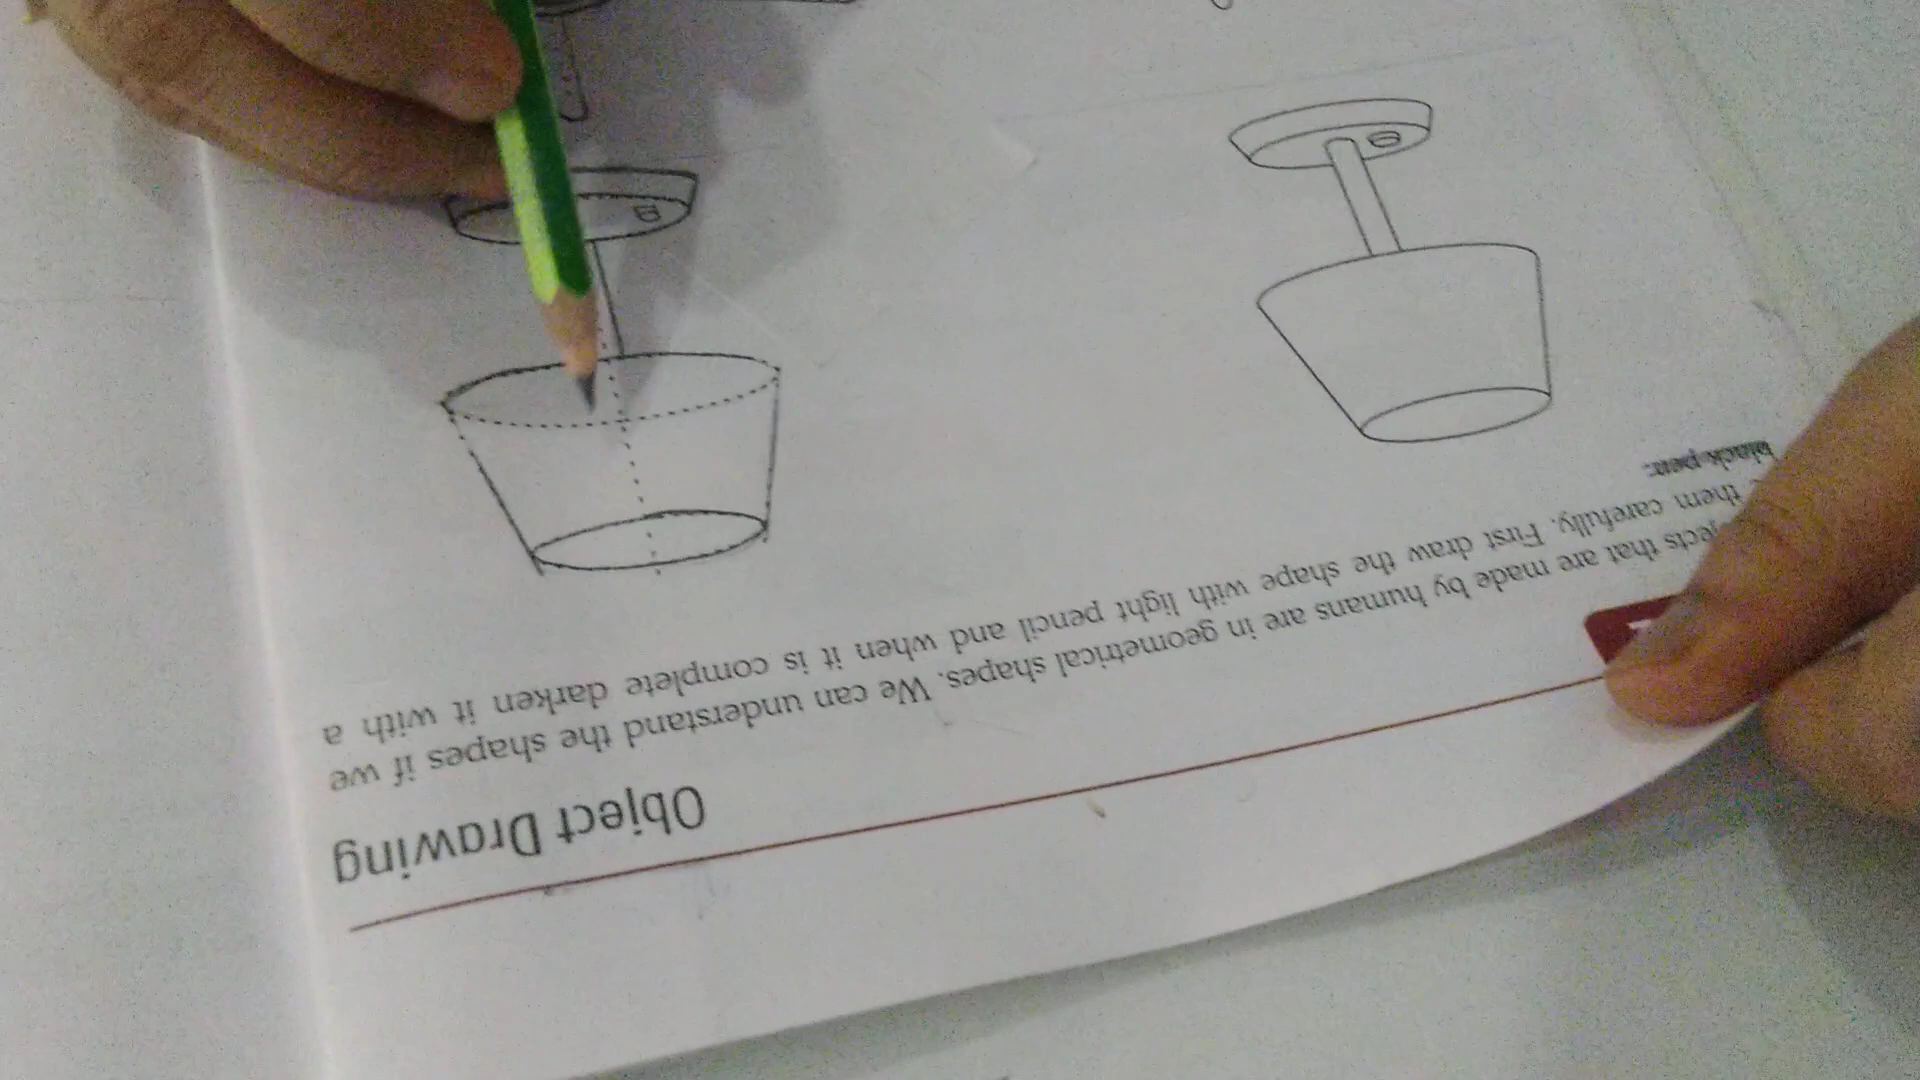 Object Drawing
that are made by humans are in geometrical shapes. We can understand the shapes if we
them carefully. First draw the shape with light pencil and when it is complete darken it with a
black pen.